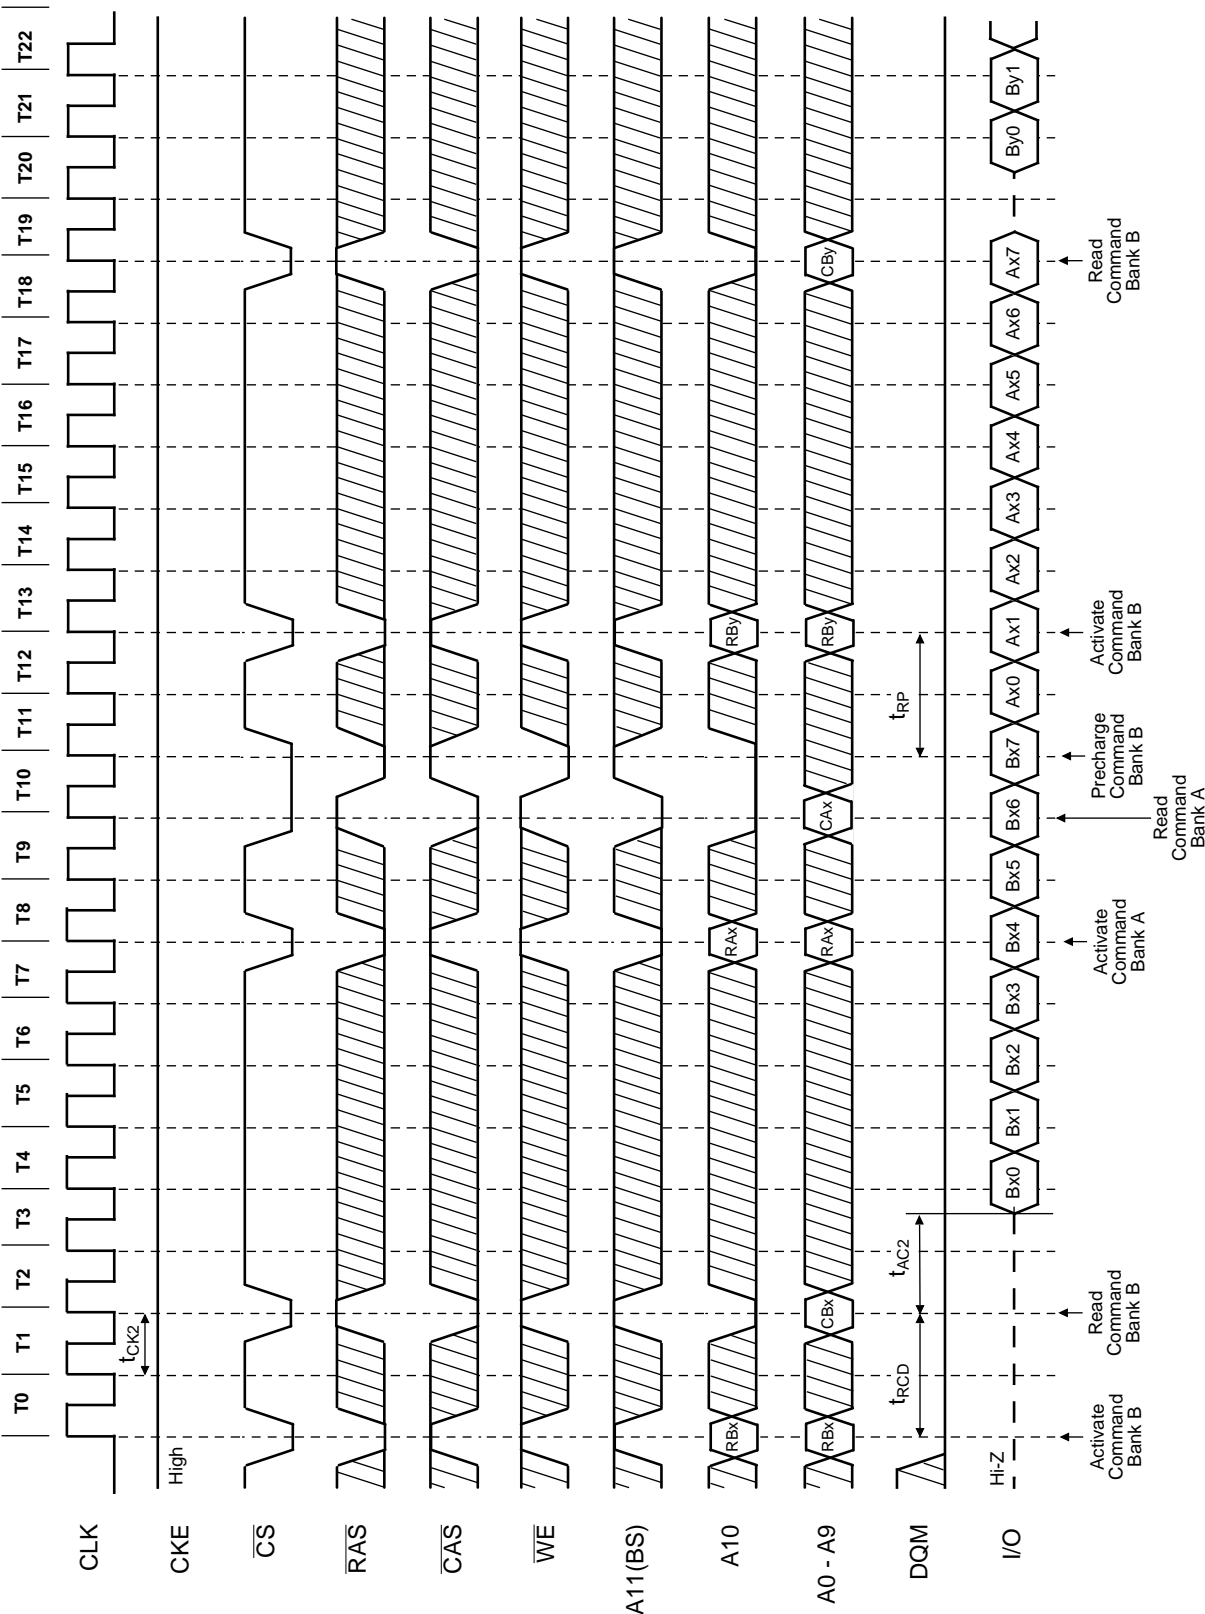 T0 T1 T2 T3 T4 T5 T6 T7 T8 T9 T10 T11 T12 T13 T14 T15 T16 T17 T18 T19 T20 T21 T22
CLK
tCK2
CKE
High
CS
RAS
CAS
WE
A11(BS)
A10
RBx RAx RBy
A0 - A9
RBx CBx RAx CAx RBy CBy
DQM
tRCD tAC2 tRP
I/O
Hi-Z
Bx0 Bx1 Bx2 Bx3 Bx4 Bx5 Bx6 Bx7 Ax0 Ax1 Ax2 Ax3 Ax4 Ax5 Ax6 Ax7 By0 By1
Activate
Command
Bank B
Read
Command
Bank B
Activate
Command
Bank A
Read
Command
Bank A
Precharge
Command
Bank B
Activate
Command
Bank B
Read
Command
Bank B